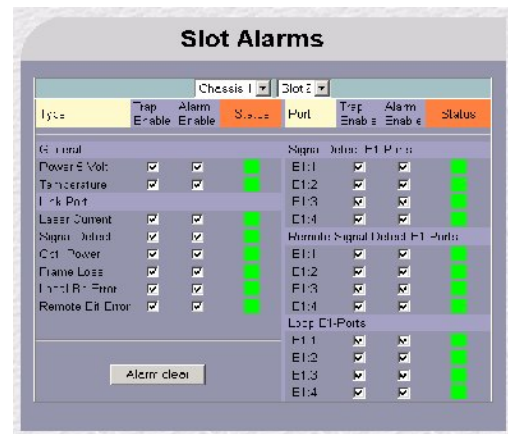 Slot Alarms
Chassis 1 Slot 2
Type Trap Enable Alarm Enable Status
General
Power 5 Volt
Temperature
Link Port
Laser Current
Signal Detect
Opt. Power
Frame Loss
Local Bit Error
Remote Bit Error
Alarm clear
Port Trap Enable Alarm Enable Status
Signal Detect E1-Ports
E1:1
E1:2
E1:3
E1:4
Remote Signal Detect E1-Ports
E1:1
E1:2
E1:3
E1:4
Loop E1-Ports
E1:1
E1:2
E1:3
E1:4